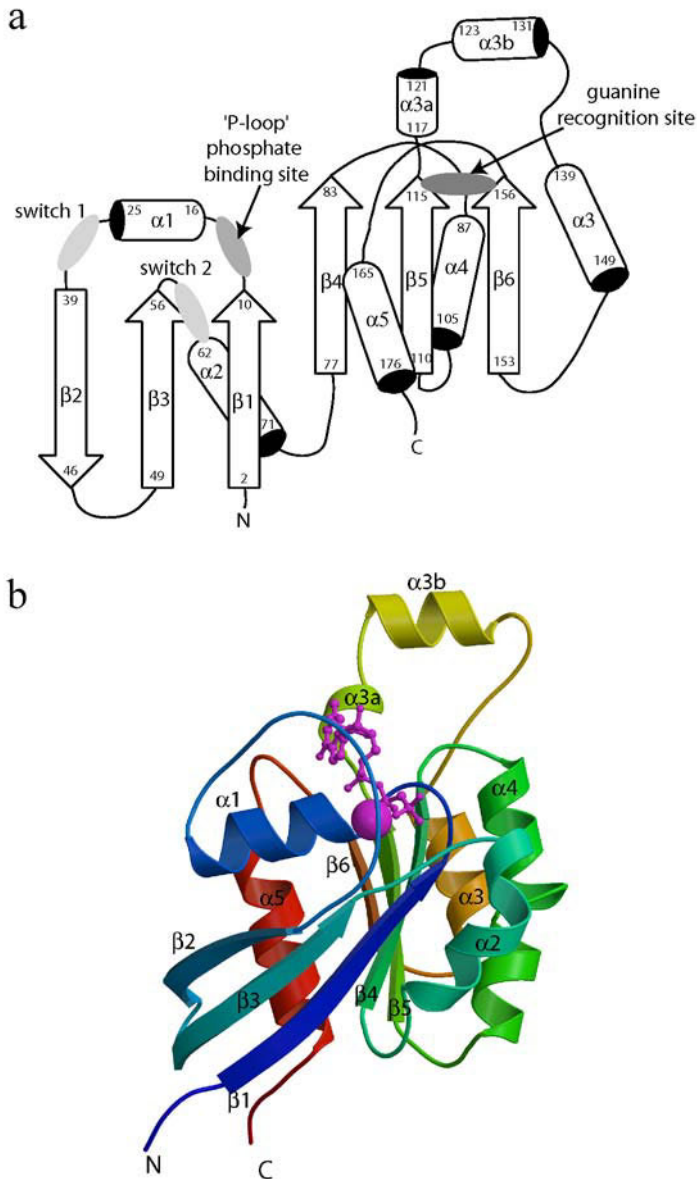 a
123
131
α3b
121
α3a
117
guanine
recognition site
'P-loop'
phosphate
binding site
switch 1
25
α1
16
switch 2
83
115
156
139
α3
149
87
α4
105
165
α5
176
β4
β5
β6
77
110
153
C
39
56
10
62
α2
71
β2
β3
β1
46
49
2
N
b
α3b
α3a
α4
α1
β6
α5
α3
α2
β2
β3
β4
β5
β1
N
C